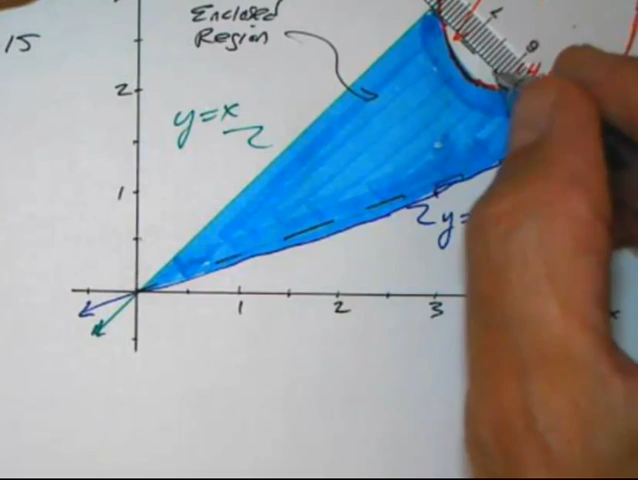 Enclosed
Region
15
2
y=x
1
y=
1 2 3
x